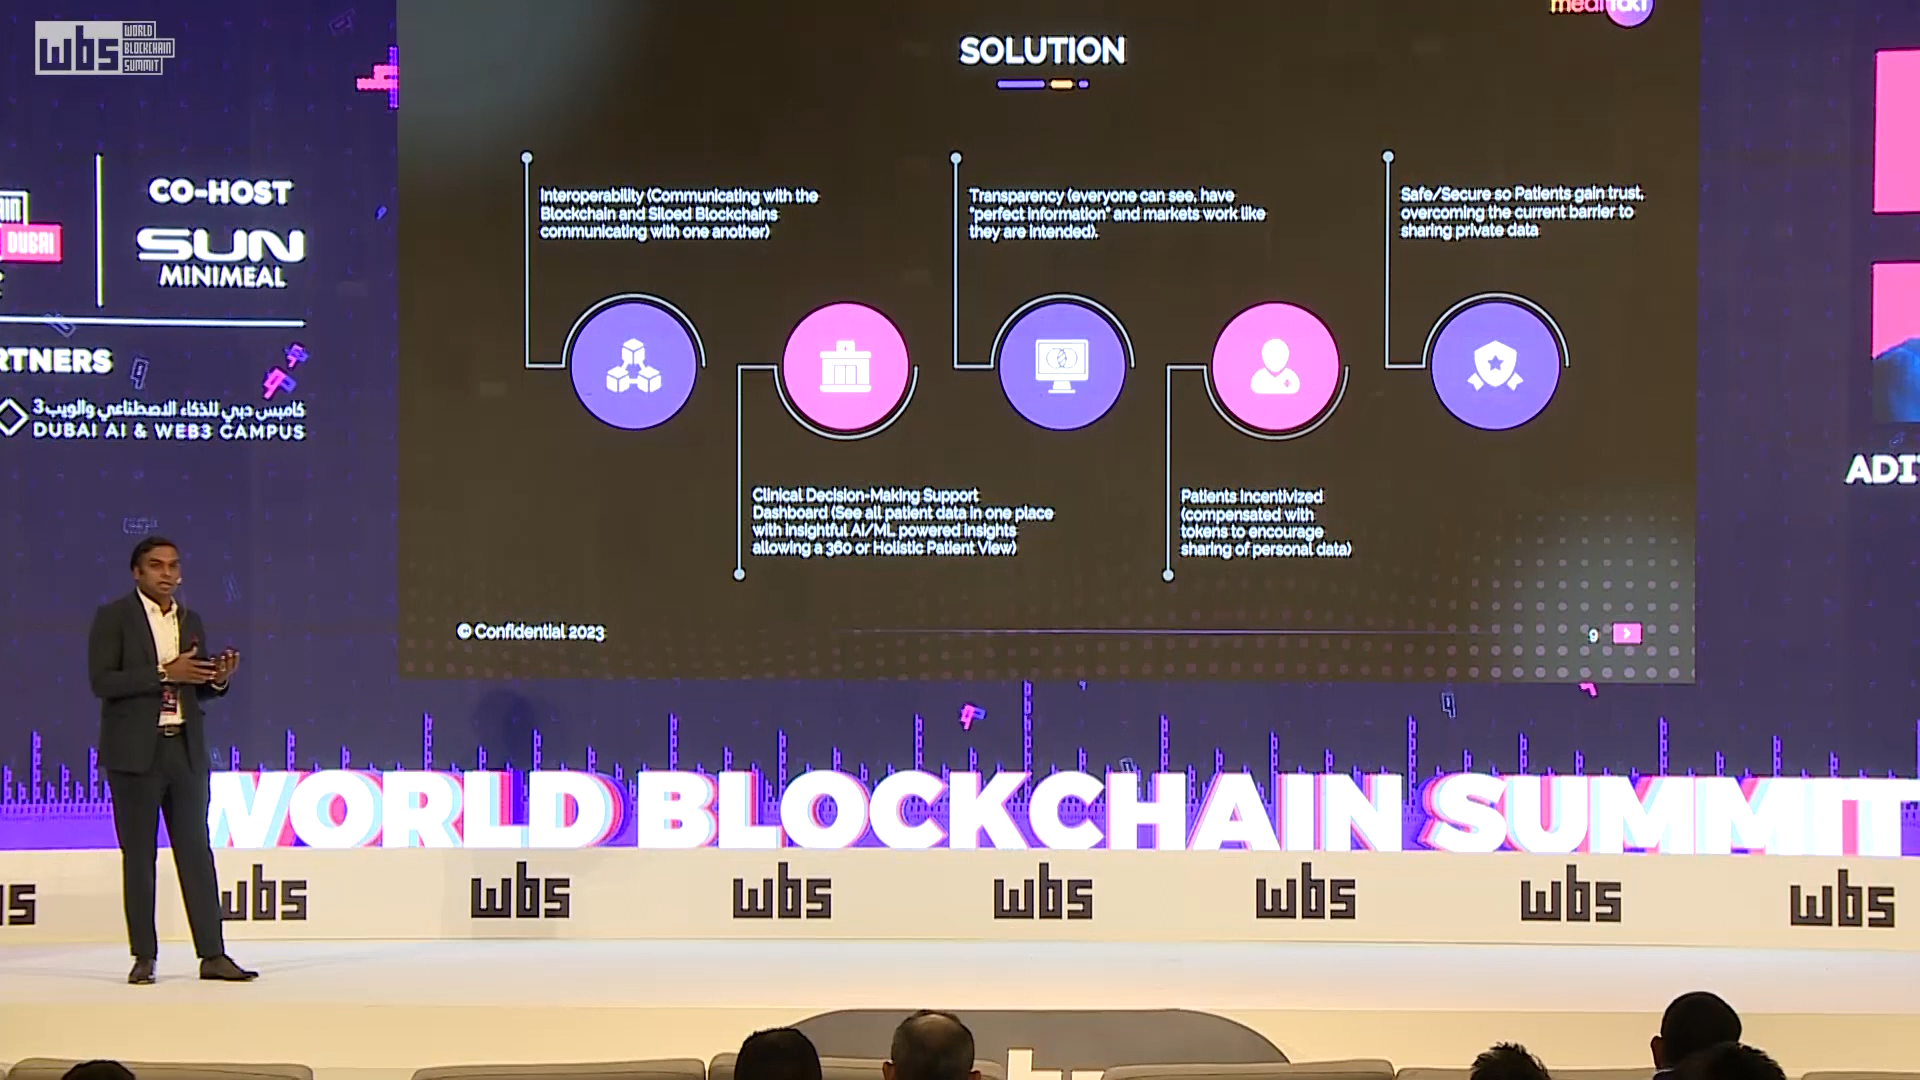 wbs WORLD
BLOCKCHAIN
SUMMIT
DUBAI
CO-HOST
SUN
MINIMEAL
كامبس دبي للذكاء الاصطناعي والويب3
DUBAI AI & WEB3 CAMPUS
SOLUTION
Interoperability (Communicating with the
Blockchain and Siloed Blockchains
communicating with one another)
Transparency (everyone can see, have
"perfect information" and markets work like
they are intended).
Safe/Secure so Patients gain trust,
overcoming the current barrier to
sharing private data
Clinical Decision-Making Support
Dashboard (See all patient data in one place
with insightful AI/ML powered insights
allowing a 360 or Holistic Patient View)
Patients Incentivized
(compensated with
tokens to encourage
sharing of personal data)
© Confidential 2023
9
WORLD BLOCKCHAIN SUMMIT
wbs wbs wbs wbs wbs wbs wbs